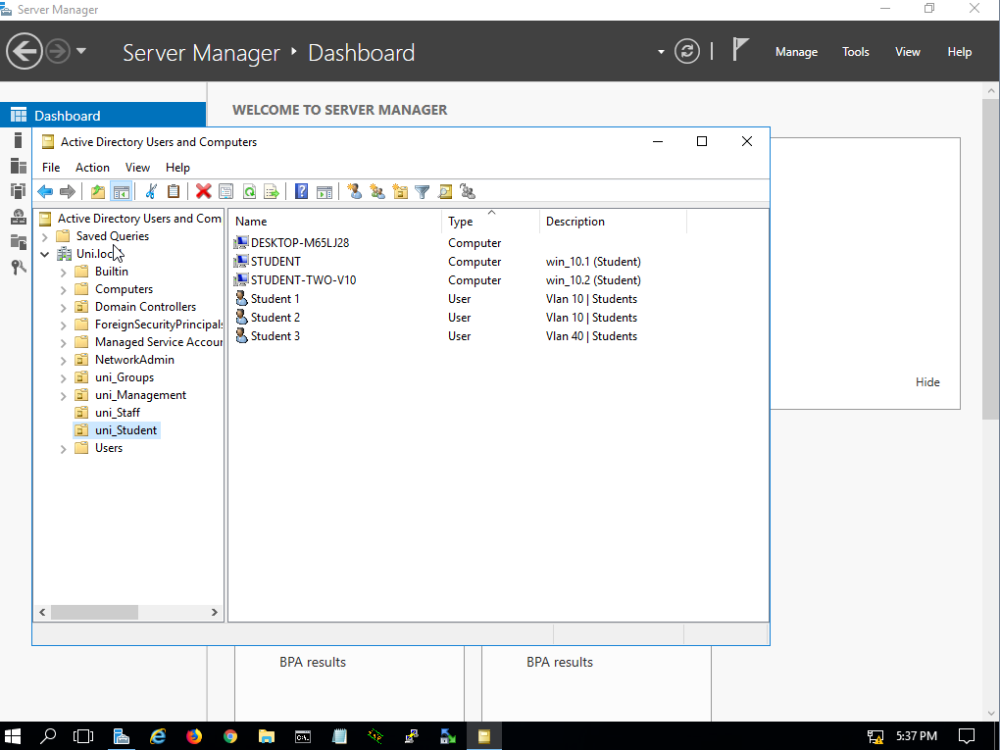 Server Manager
Server Manager • Dashboard
Manage Tools View Help
Dashboard
WELCOME TO SERVER MANAGER
Active Directory Users and Computers
File Action View Help
Active Directory Users and Com
Saved Queries
Uni.loc
Builtin
Computers
Domain Controllers
ForeignSecurityPrincipals
Managed Service Accour
NetworkAdmin
uni_Groups
uni_Management
uni_Staff
uni_Student
Users
Name Type Description
DESKTOP-M65LJ28 Computer
STUDENT Computer win_10.1 (Student)
STUDENT-TWO-V10 Computer win_10.2 (Student)
Student 1 User Vlan 10 | Students
Student 2 User Vlan 10 | Students
Student 3 User Vlan 40 | Students
Hide
BPA results
BPA results
5:37 PM